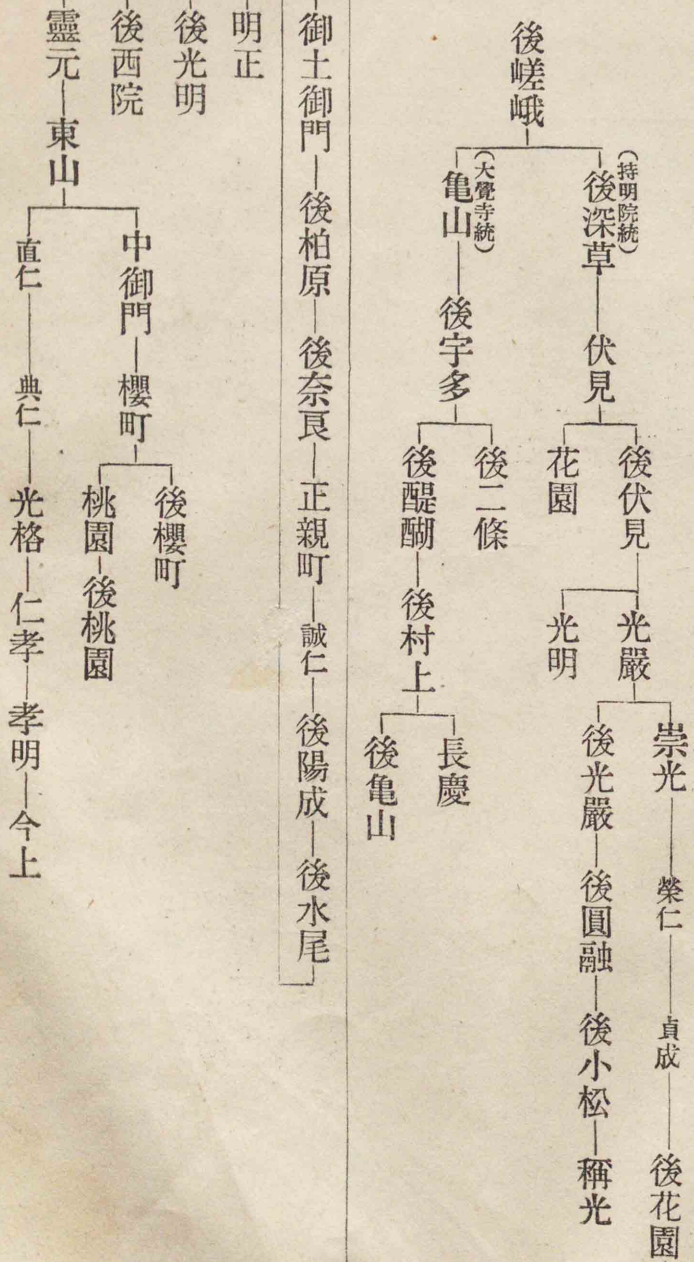 後嵯峨
（持明院統）
後深草
伏見
後伏見
光嚴
崇光
榮仁
貞成
後花園
後光嚴
後圓融
後小松
稱光
光明
花園
（大覺寺統）
亀山
後宇多
後二條
後醍醐
後村上
長慶
後亀山
御土御門
後柏原
後奈良
正親町
誠仁
後陽成
後水尾
明正
後光明
後西院
靈元
東山
中御門
櫻町
後櫻町
桃園
後桃園
直仁
典仁
光格
仁孝
孝明
今上